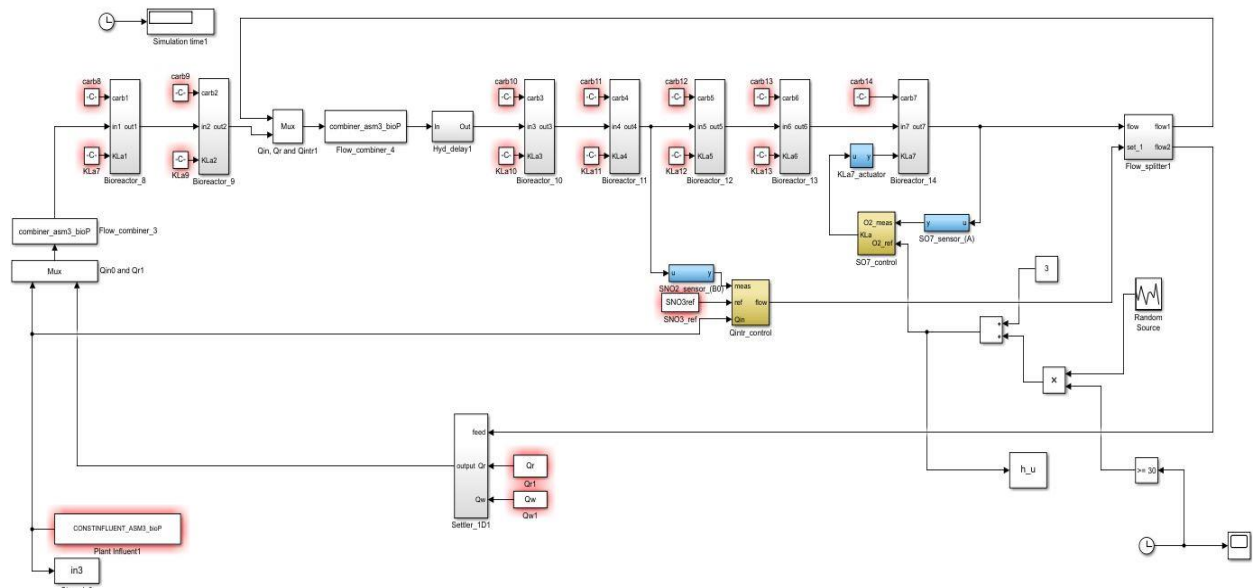 Simulation time1
carb8
-C-
carb1
in1 out1
-C-
KLa1
KLa7
Bioreactor_8
carb9
-C-
carb2
in2 out2
-C-
KLa2
KLa9
Bioreactor_9
Mux
Qin, Qr and Qintr1
combiner_asm3_bioP
Flow_combiner_4
In Out
Hyd_delay1
carb10
-C-
carb3
in3 out3
-C-
KLa3
KLa10
Bioreactor_10
carb11
-C-
carb4
in4 out4
-C-
KLa4
KLa11
Bioreactor_11
carb12
-C-
carb5
in5 out5
-C-
KLa5
KLa12
Bioreactor_12
carb13
-C-
carb6
in6 out6
-C-
KLa6
KLa13
Bioreactor_13
carb14
-C-
carb7
in7 out7
u y
KLa7
KLa7_actuator
Bioreactor_14
flow flow1
set_1 flow2
Flow_splitter1
combiner_asm3_bioP
Flow_combiner_3
Mux
Qin0 and Qr1
O2_meas
KLa
O2_ref
SO7_control
y u
SO7_sensor_(A)
u y
SNO2_sensor_(B0)
SNO3ref
SNO3_ref
meas
ref flow
Qin
Qintr_control
3
Random
Source
+
+
×
feed
output Qr
Qw
Settler_1D1
Qr
Qr1
Qw
Qw1
h_u
>= 30
CONSTINFLUENT_ASM3_bioP
Plant Influent1
in3